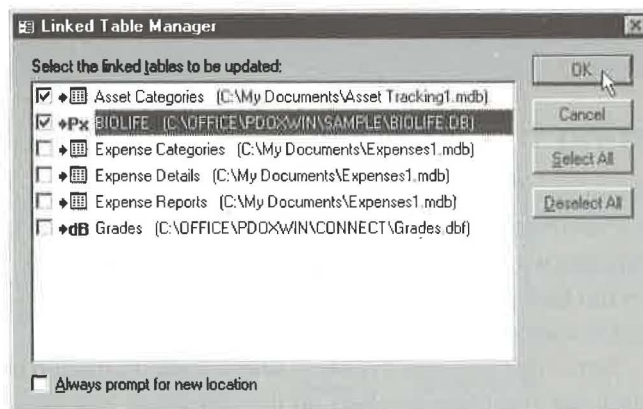 Linked Table Manager
Select the linked tables to be updated:
Asset Categories (C:\My Documents\Asset Tracking1.mdb)
Px BIOLIFE (C:\OFFICE\PDOXWIN\SAMPLE\BIOLIFE.DB)
Expense Categories (C:\My Documents\Expenses1.mdb)
Expense Details (C:\My Documents\Expenses1.mdb)
Expense Reports (C:\My Documents\Expenses1.mdb)
dB Grades (C:\OFFICE\PDOXWIN\CONNECT\Grades.dbf)
Always prompt for new location
OK
Cancel
Select All
Deselect All